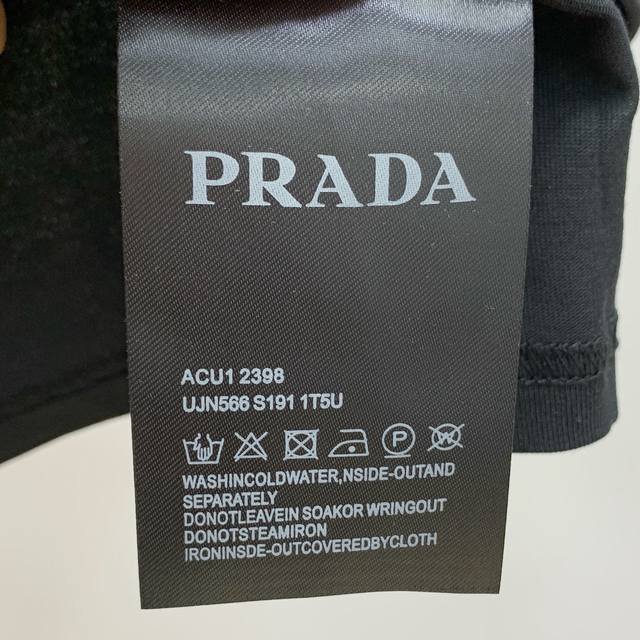 PRADA
ACU1 2398
UJN566 S191 1T5U
WASHINCOLDWATER,NSIDE-OUTAND
SEPARATELY
DONOTLEAVEIN SOAKOR WRINGOUT
DONOTSTEAMIRON
IRONINSDE-OUTCOVEREDBYCLOTH